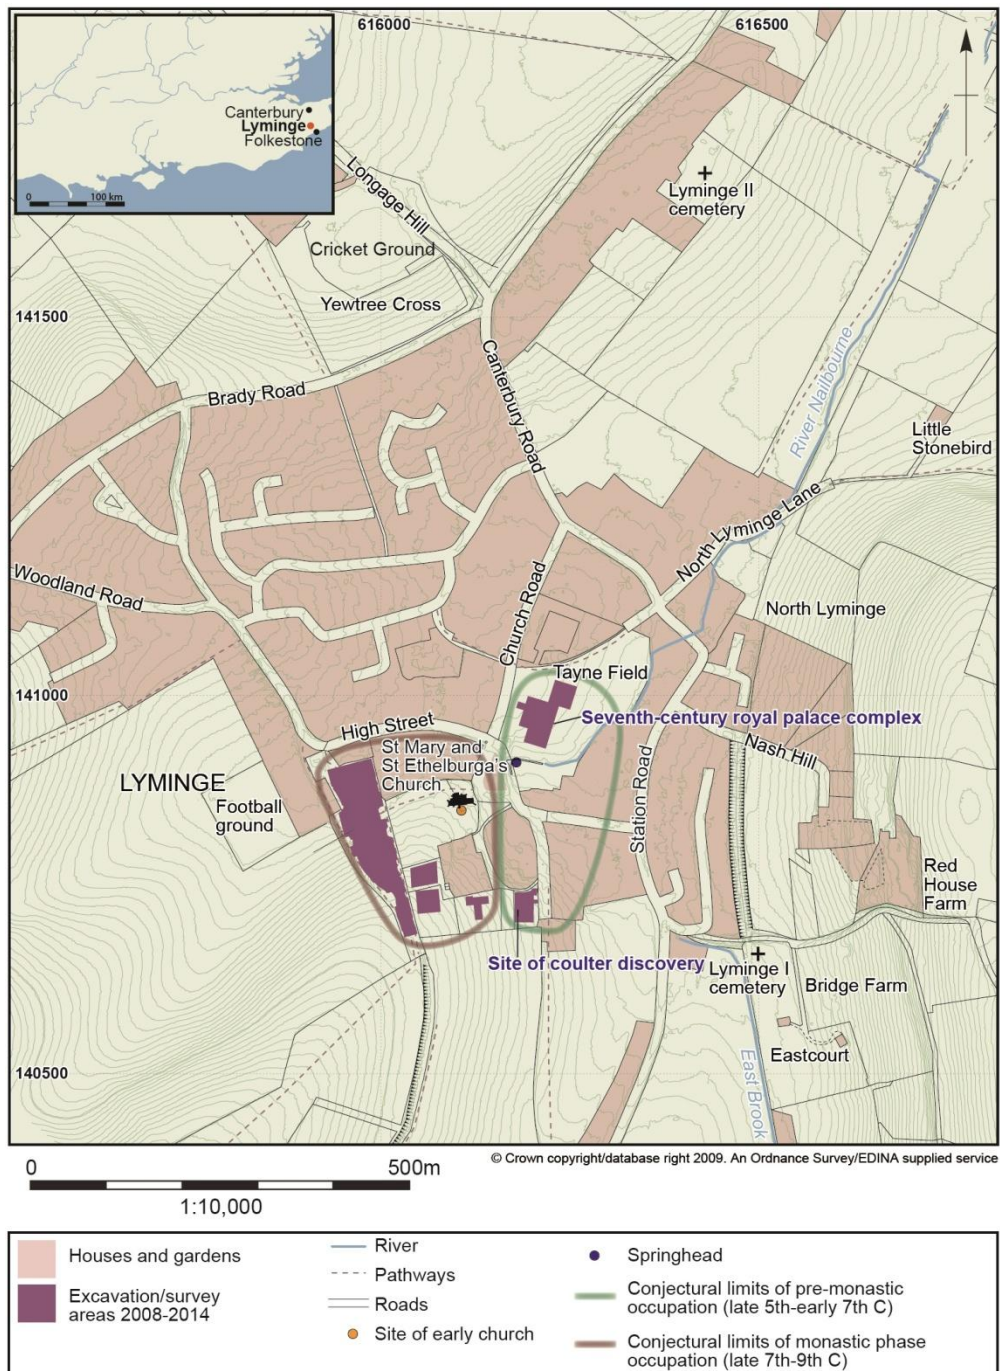 616000
616500
Canterbury
Lyminge
Folkestone
0
100 km
Longage Hill
Cricket Ground
Yewtree Cross
Lyminge II
cemetery
141500
Brady Road
Canterbury Road
River Nailbourne
Little
Stonebird
North Lyminge Lane
Woodland Road
Church Road
North Lyminge
Tayne Field
141000
High Street
Seventh-century royal palace complex
St Mary and
St Ethelburga's
Church
Nash Hill
LYMINGE
Football
ground
Station Road
Red
House
Farm
Site of coulter discovery
Lyminge I
cemetery
Bridge Farm
Eastcourt
140500
East Brook
© Crown copyright/database right 2009. An Ordnance Survey/EDINA supplied service
0
500m
1:10,000
Houses and gardens
Excavation/survey
areas 2008-2014
River
Pathways
Roads
Site of early church
Springhead
Conjectural limits of pre-monastic
occupation (late 5th-early 7th C)
Conjectural limits of monastic phase
occupation (late 7th-9th C)